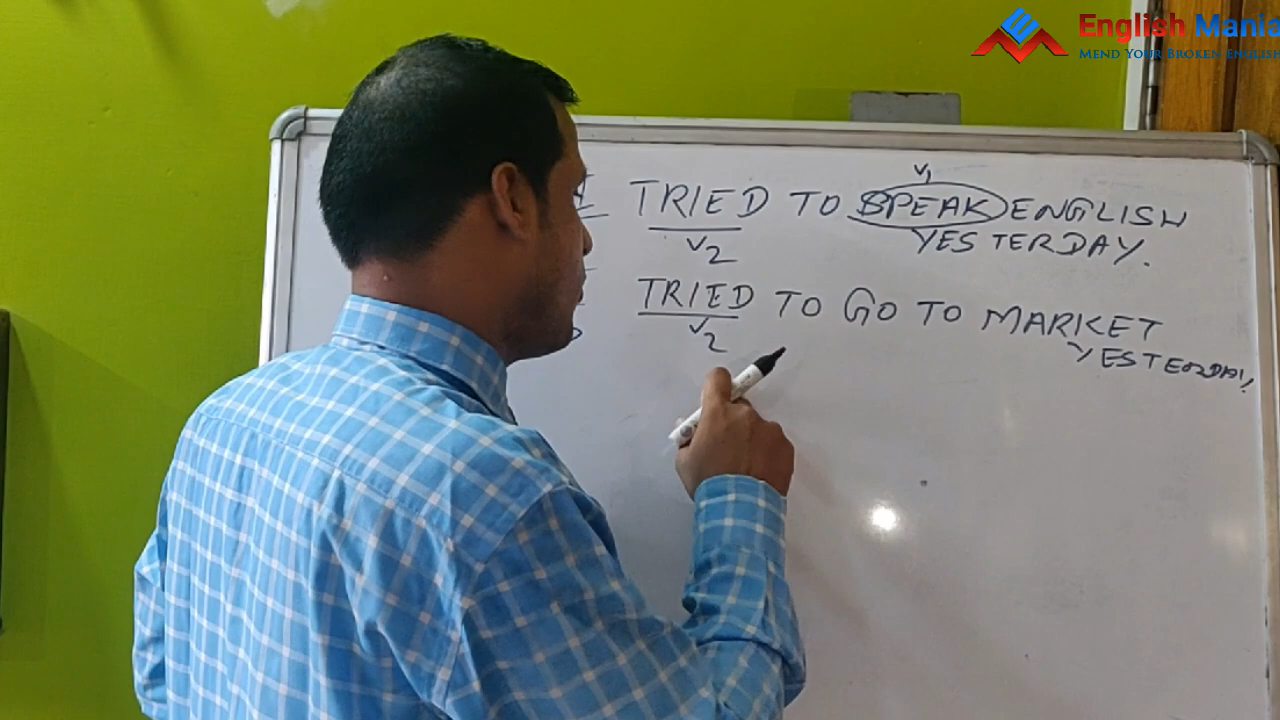 English Mania
MEND YOUR BROKEN ENGLISH
V1
TRIED TO SPEAK ENGLISH
V2 YESTERDAY.
TRIED TO GO TO MARKET
V2 YESTERDAY.